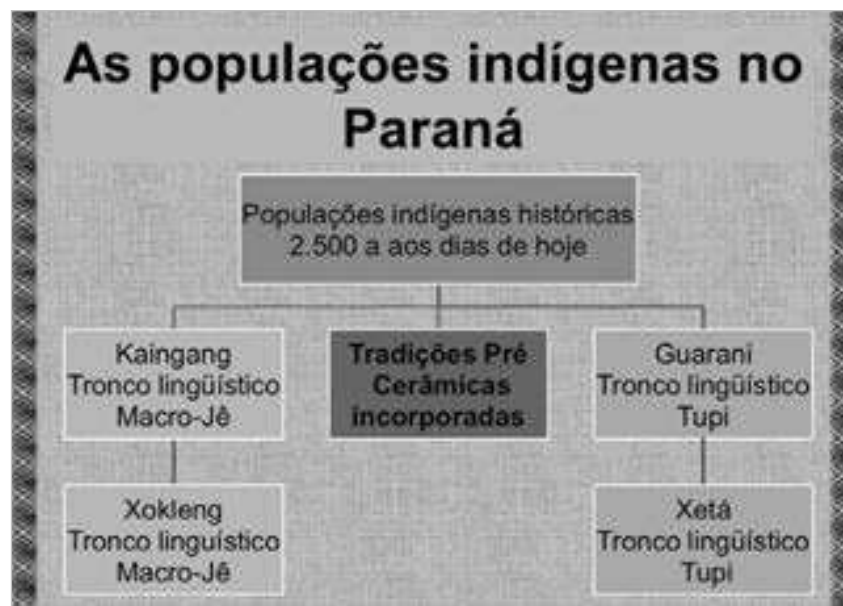 As populações indígenas no
Paraná
Populações indígenas históricas
2.500 a aos dias de hoje
Kaingang
Tronco lingüístico
Macro-Jê
Tradições Pré
Cerâmicas
incorporadas
Guarani
Tronco lingüístico
Tupi
Xokleng
Tronco linguístico
Macro-Jê
Xetá
Tronco lingüístico
Tupi